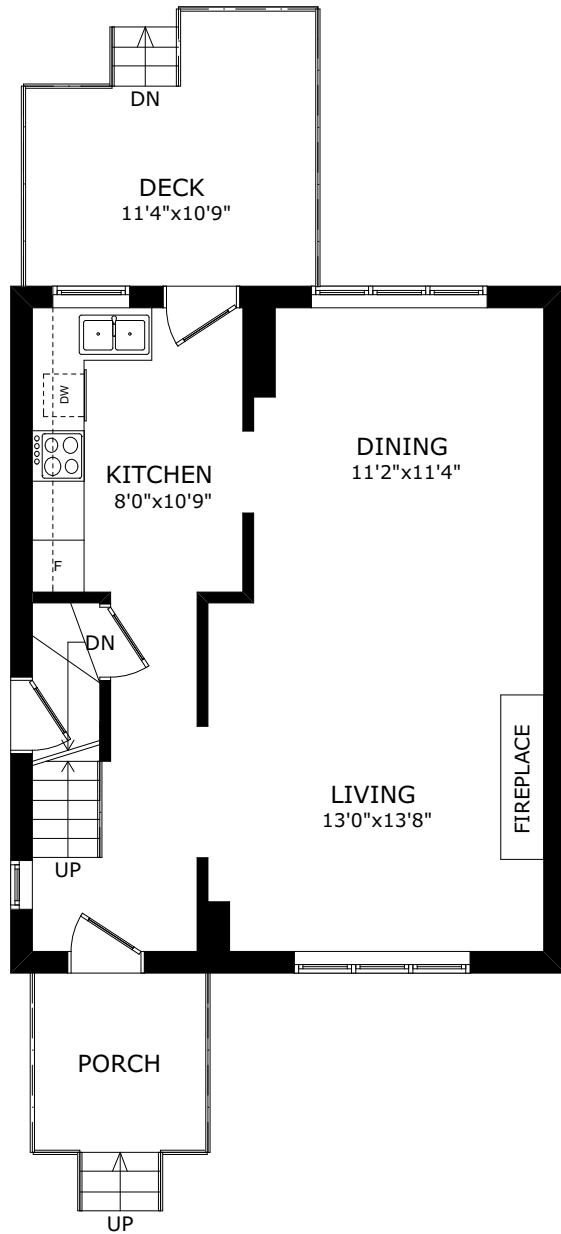 DN
DECK
11'4"x10'9"
DW
KITCHEN
8'0"x10'9"
DINING
11'2"x11'4"
F
DN
LIVING
13'0"x13'8"
FIREPLACE
UP
PORCH
UP